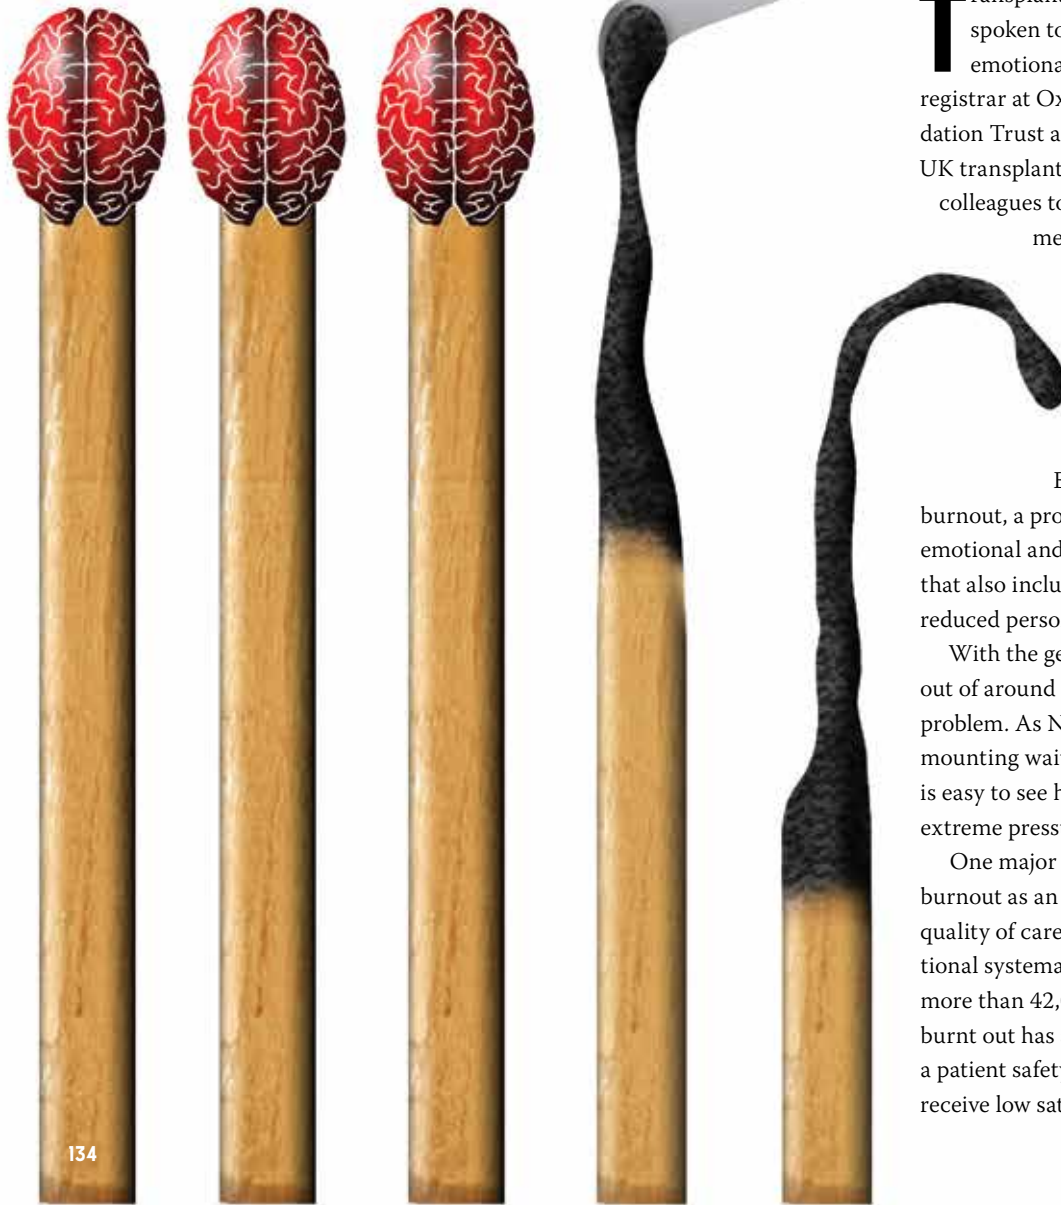 T
spoken to
emotional
registrar at Ox
dation Trust a
UK transplant
colleagues to
me
E
burnout, a pro
emotional and
that also inclu
reduced perso
With the ge
out of around
problem. As N
mounting wai
is easy to see h
extreme press
One major
burnout as an
quality of care
tional systema
more than 42,
burnt out has
a patient safet
receive low sat
134